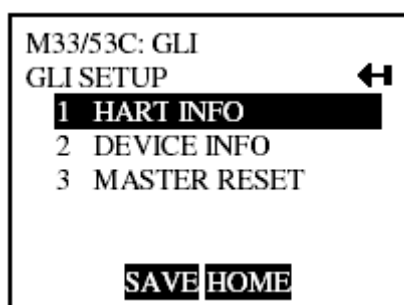 M33/53C: GLI
GLI SETUP
1 HART INFO
2 DEVICE INFO
3 MASTER RESET
SAVE HOME